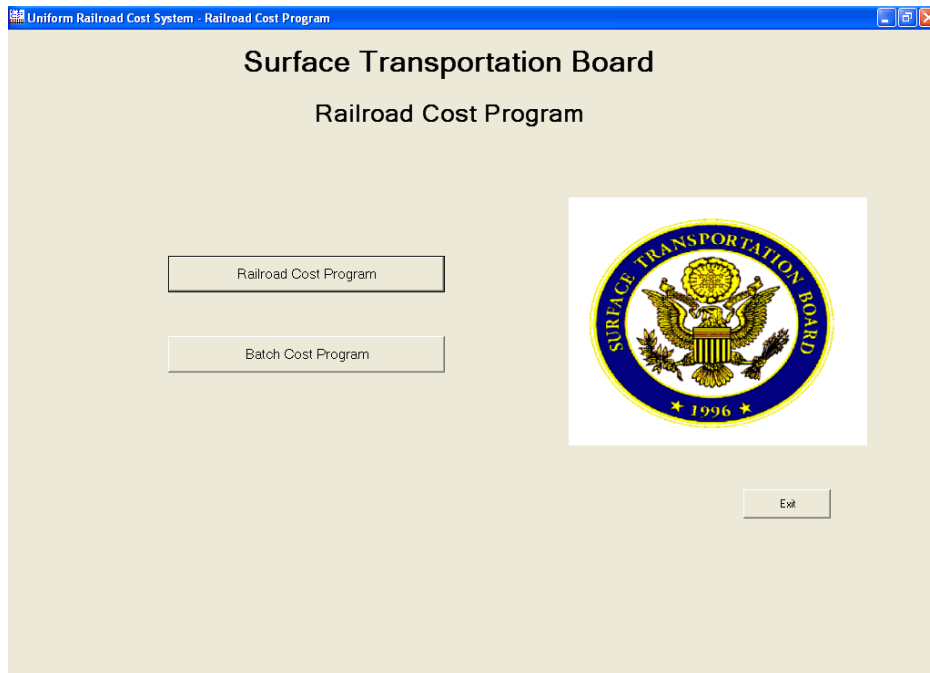 Uniform Railroad Cost System - Railroad Cost Program
Surface Transportation Board
Railroad Cost Program
Railroad Cost Program
Batch Cost Program
SURFACE TRANSPORTATION BOARD
★ 1996 ★
Exit